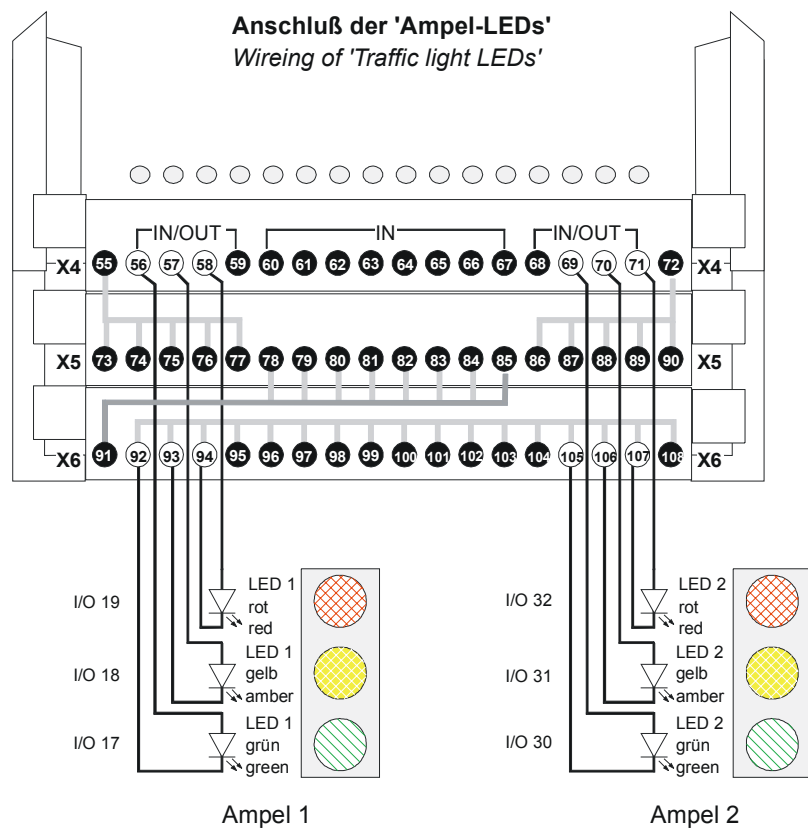 Anschluß der 'Ampel-LEDs'
Wireing of 'Traffic light LEDs'
IN/OUT IN IN/OUT
X4 55 56 57 58 59 60 61 62 63 64 65 66 67 68 69 70 71 72 X4
X5 73 74 75 76 77 78 79 80 81 82 83 84 85 86 87 88 89 90 X5
X6 91 92 93 94 95 96 97 98 99 100 101 102 103 104 105 106 107 108 X6
I/O 19 LED 1 rot red
I/O 18 LED 1 gelb amber
I/O 17 LED 1 grün green
Ampel 1
I/O 32 LED 2 rot red
I/O 31 LED 2 gelb amber
I/O 30 LED 2 grün green
Ampel 2